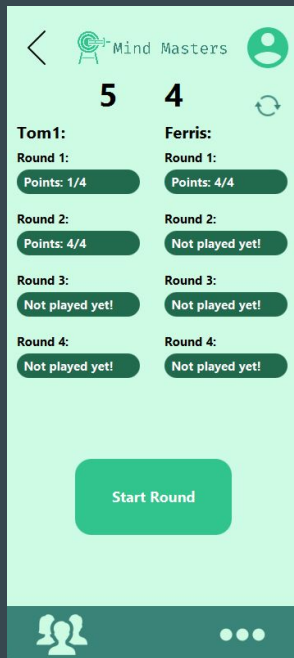 Mind Masters
5 4
Tom1: Ferris:
Round 1: Round 1:
Points: 1/4 Points: 4/4
Round 2: Round 2:
Points: 4/4 Not played yet!
Round 3: Round 3:
Not played yet! Not played yet!
Round 4: Round 4:
Not played yet! Not played yet!
Start Round